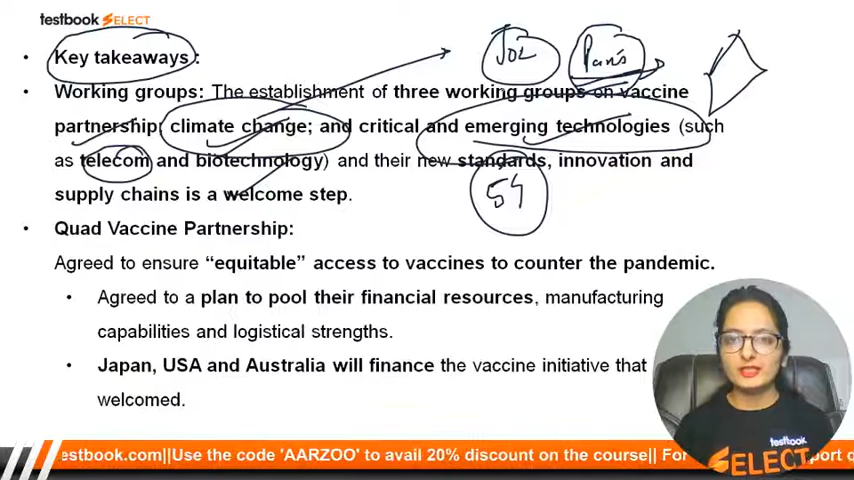 testbook SELECT
Key takeaways :
Joe Paris
Working groups: The establishment of three working groups on vaccine
partnership; climate change; and critical and emerging technologies (such
as telecom and biotechnology) and their new standards, innovation and
supply chains is a welcome step.
Quad Vaccine Partnership:
Agreed to ensure “equitable” access to vaccines to counter the pandemic.
Agreed to a plan to pool their financial resources, manufacturing
capabilities and logistical strengths.
Japan, USA and Australia will finance the vaccine initiative that
welcomed.
testbook
SELECT
estbook.com||Use the code 'AARZOO' to avail 20% discount on the course|| For